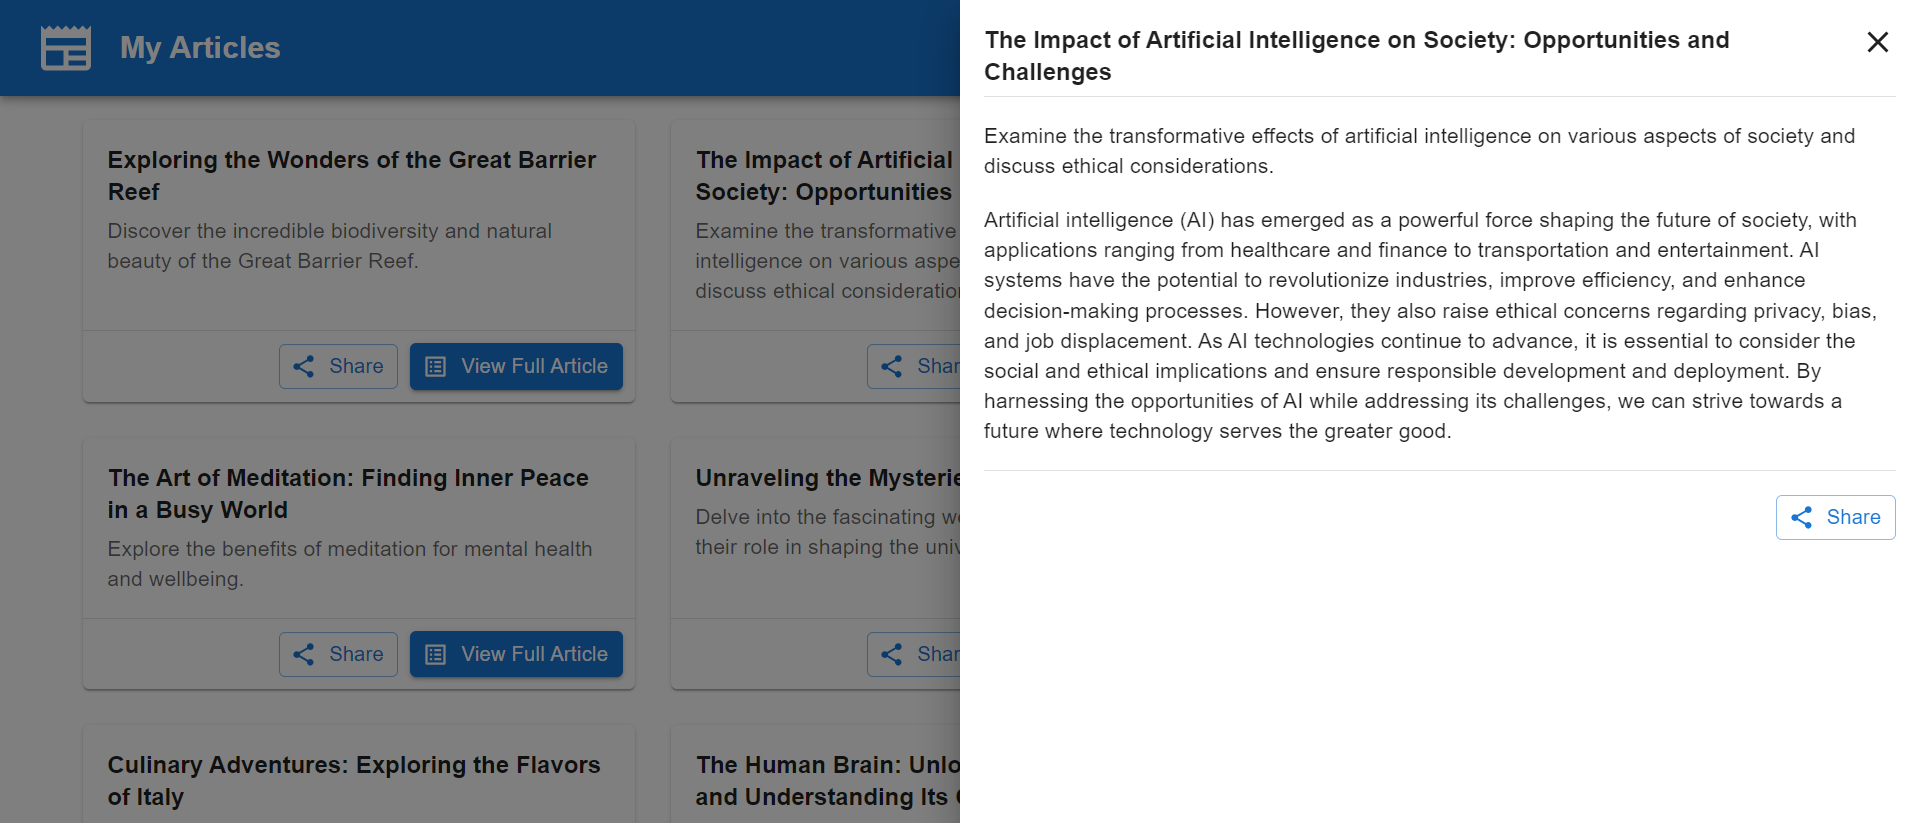 My Articles
Exploring the Wonders of the Great Barrier
Reef
Discover the incredible biodiversity and natural
beauty of the Great Barrier Reef.
Share
View Full Article
The Impact of Artificial
Society: Opportunities
Examine the transformative
intelligence on various
discuss ethical
The Art of Meditation: Finding Inner Peace
in a Busy World
Explore the benefits of meditation for mental health
and wellbeing.
Share
View Full Article
Unraveling the
Delve into the fascinating
their role in shaping the
Culinary Adventures: Exploring the Flavors
of Italy
The Human Brain:
and Understanding Its
The Impact of Artificial Intelligence on Society: Opportunities and
Challenges
Examine the transformative effects of artificial intelligence on various aspects of society and
discuss ethical considerations.
Artificial intelligence (AI) has emerged as a powerful force shaping the future of society, with
applications ranging from healthcare and finance to transportation and entertainment. AI
systems have the potential to revolutionize industries, improve efficiency, and enhance
decision-making processes. However, they also raise ethical concerns regarding privacy, bias,
and job displacement. As AI technologies continue to advance, it is essential to consider the
social and ethical implications and ensure responsible development and deployment. By
harnessing the opportunities of AI while addressing its challenges, we can strive towards a
future where technology serves the greater good.
Share